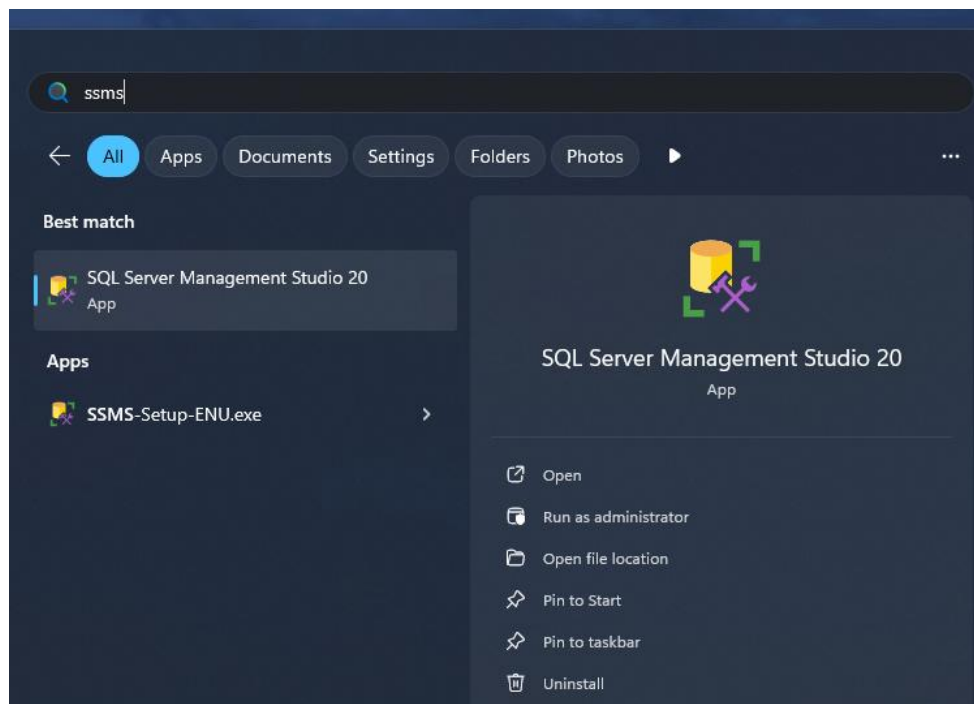 ssms
All Apps Documents Settings Folders Photos
Best match
SQL Server Management Studio 20
App
Apps
SSMS-Setup-ENU.exe
SQL Server Management Studio 20
App
Open
Run as administrator
Open file location
Pin to Start
Pin to taskbar
Uninstall